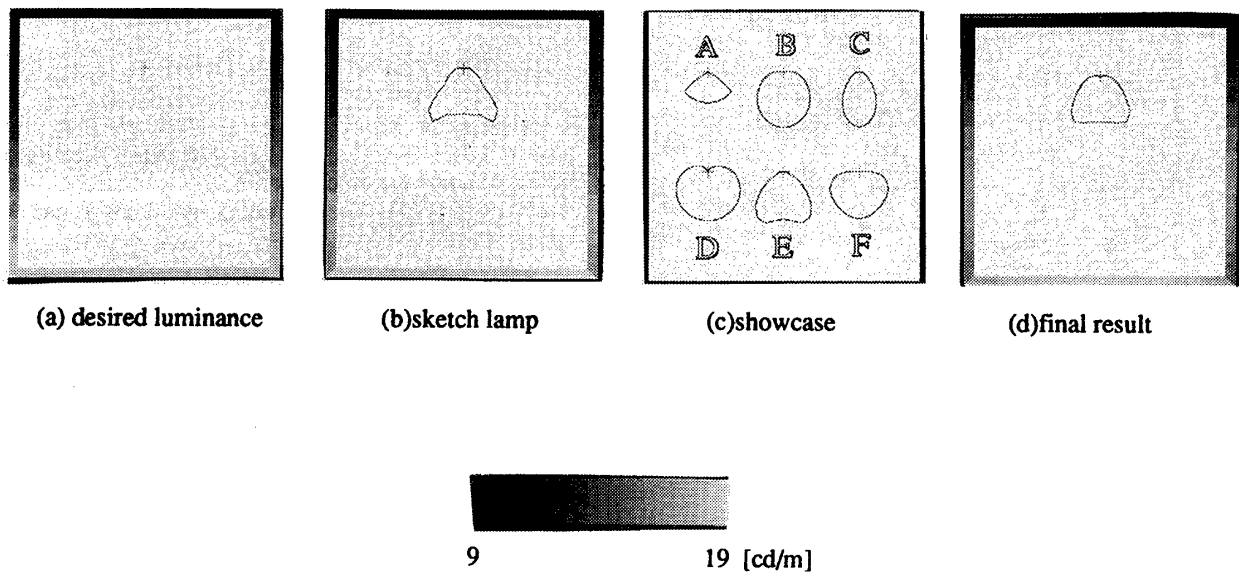 A B C
D E F
(a) desired luminance
(b)sketch lamp
(c)showcase
(d)final result
9
19 [cd/m]